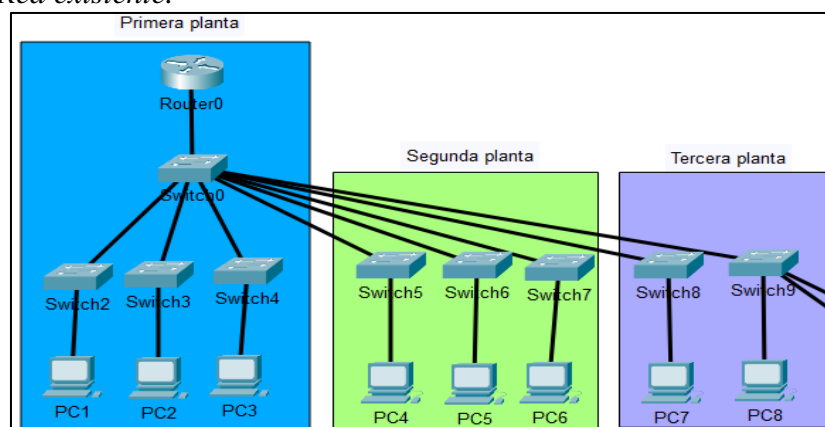 Red existente.
Primera planta
Router0
Segunda planta
Tercera planta
Switch0
Switch2
Switch3
Switch4
Switch5
Switch6
Switch7
Switch8
Switch9
PC1
PC2
PC3
PC4
PC5
PC6
PC7
PC8